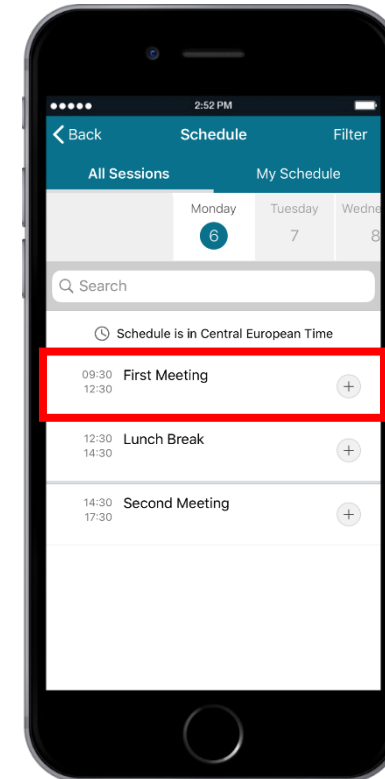 2:52 PM
Back Schedule Filter
All Sessions My Schedule
Monday Tuesday Wedne
6 7 8
Search
Schedule is in Central European Time
09:30 First Meeting
12:30
12:30 Lunch Break
14:30
14:30 Second Meeting
17:30